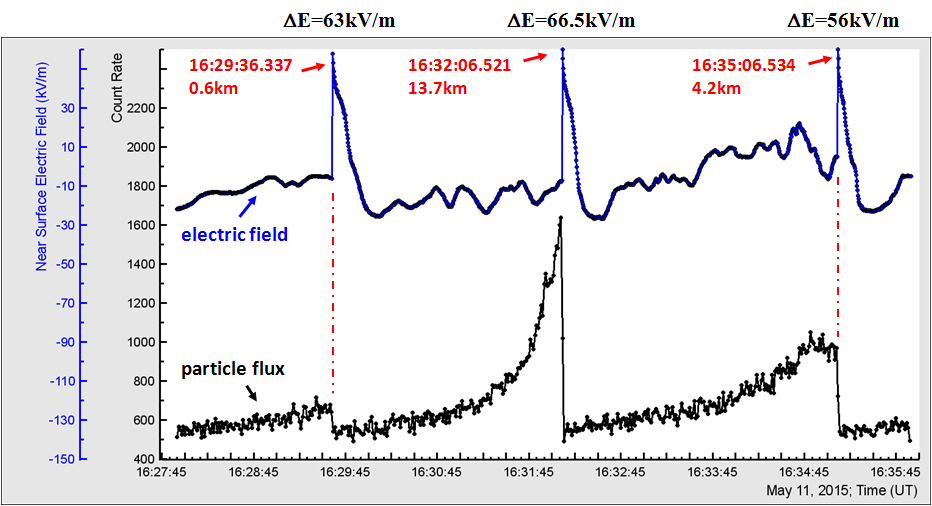 ΔE=63kV/m ΔE=66.5kV/m ΔE=56kV/m
Near Surface Electric Field (kV/m)
30
10
-10
-30
-50
-70
-90
-110
-130
-150
Count Rate
2200
2000
1800
1600
1400
1200
1000
800
600
400
16:29:36.337
0.6km
16:32:06.521
13.7km
16:35:06.534
4.2km
electric field
particle flux
16:27:45 16:28:45 16:29:45 16:30:45 16:31:45 16:32:45 16:33:45 16:34:45 16:35:45
May 11, 2015; Time (UT)